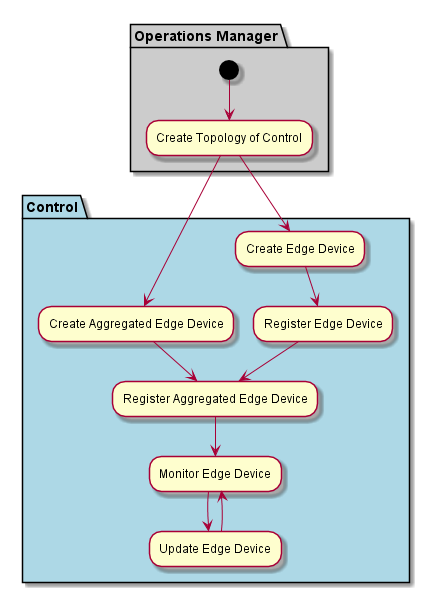 Operations Manager
Create Topology of Control
Control
Create Edge Device
Create Aggregated Edge Device
Register Edge Device
Register Aggregated Edge Device
Monitor Edge Device
Update Edge Device